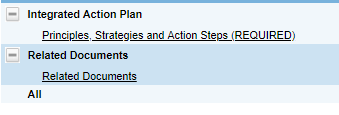 Integrated Action Plan
Principles, Strategies and Action Steps (REQUIRED)
Related Documents
Related Documents
All